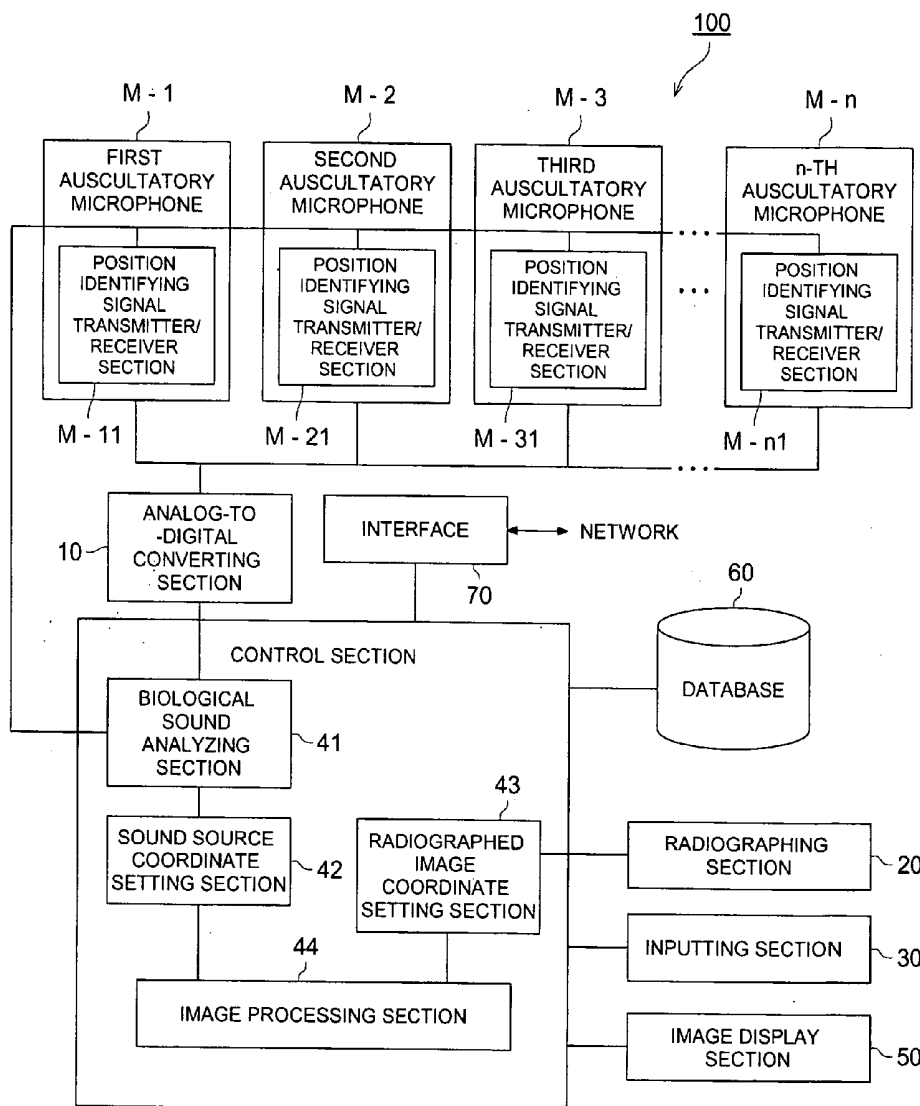 100
M - 1
M - 2
M - 3
M - n
FIRST
AUSCULTATORY
MICROPHONE
SECOND
AUSCULTATORY
MICROPHONE
THIRD
AUSCULTATORY
MICROPHONE
n-TH
AUSCULTATORY
MICROPHONE
POSITION
IDENTIFYING
SIGNAL
TRANSMITTER/
RECEIVER
SECTION
POSITION
IDENTIFYING
SIGNAL
TRANSMITTER/
RECEIVER
SECTION
POSITION
IDENTIFYING
SIGNAL
TRANSMITTER/
RECEIVER
SECTION
POSITION
IDENTIFYING
SIGNAL
TRANSMITTER/
RECEIVER
SECTION
M - 11
M - 21
M - 31
M - n1
ANALOG-TO
-DIGITAL
CONVERTING
SECTION
10
INTERFACE
NETWORK
70
60
DATABASE
CONTROL SECTION
BIOLOGICAL
SOUND
ANALYZING
SECTION
41
SOUND SOURCE
COORDINATE
SETTING SECTION
42
43
RADIOGRAPHED
IMAGE
COORDINATE
SETTING SECTION
RADIOGRAPHING
SECTION
20
INPUTTING SECTION
30
44
IMAGE PROCESSING SECTION
IMAGE DISPLAY
SECTION
50